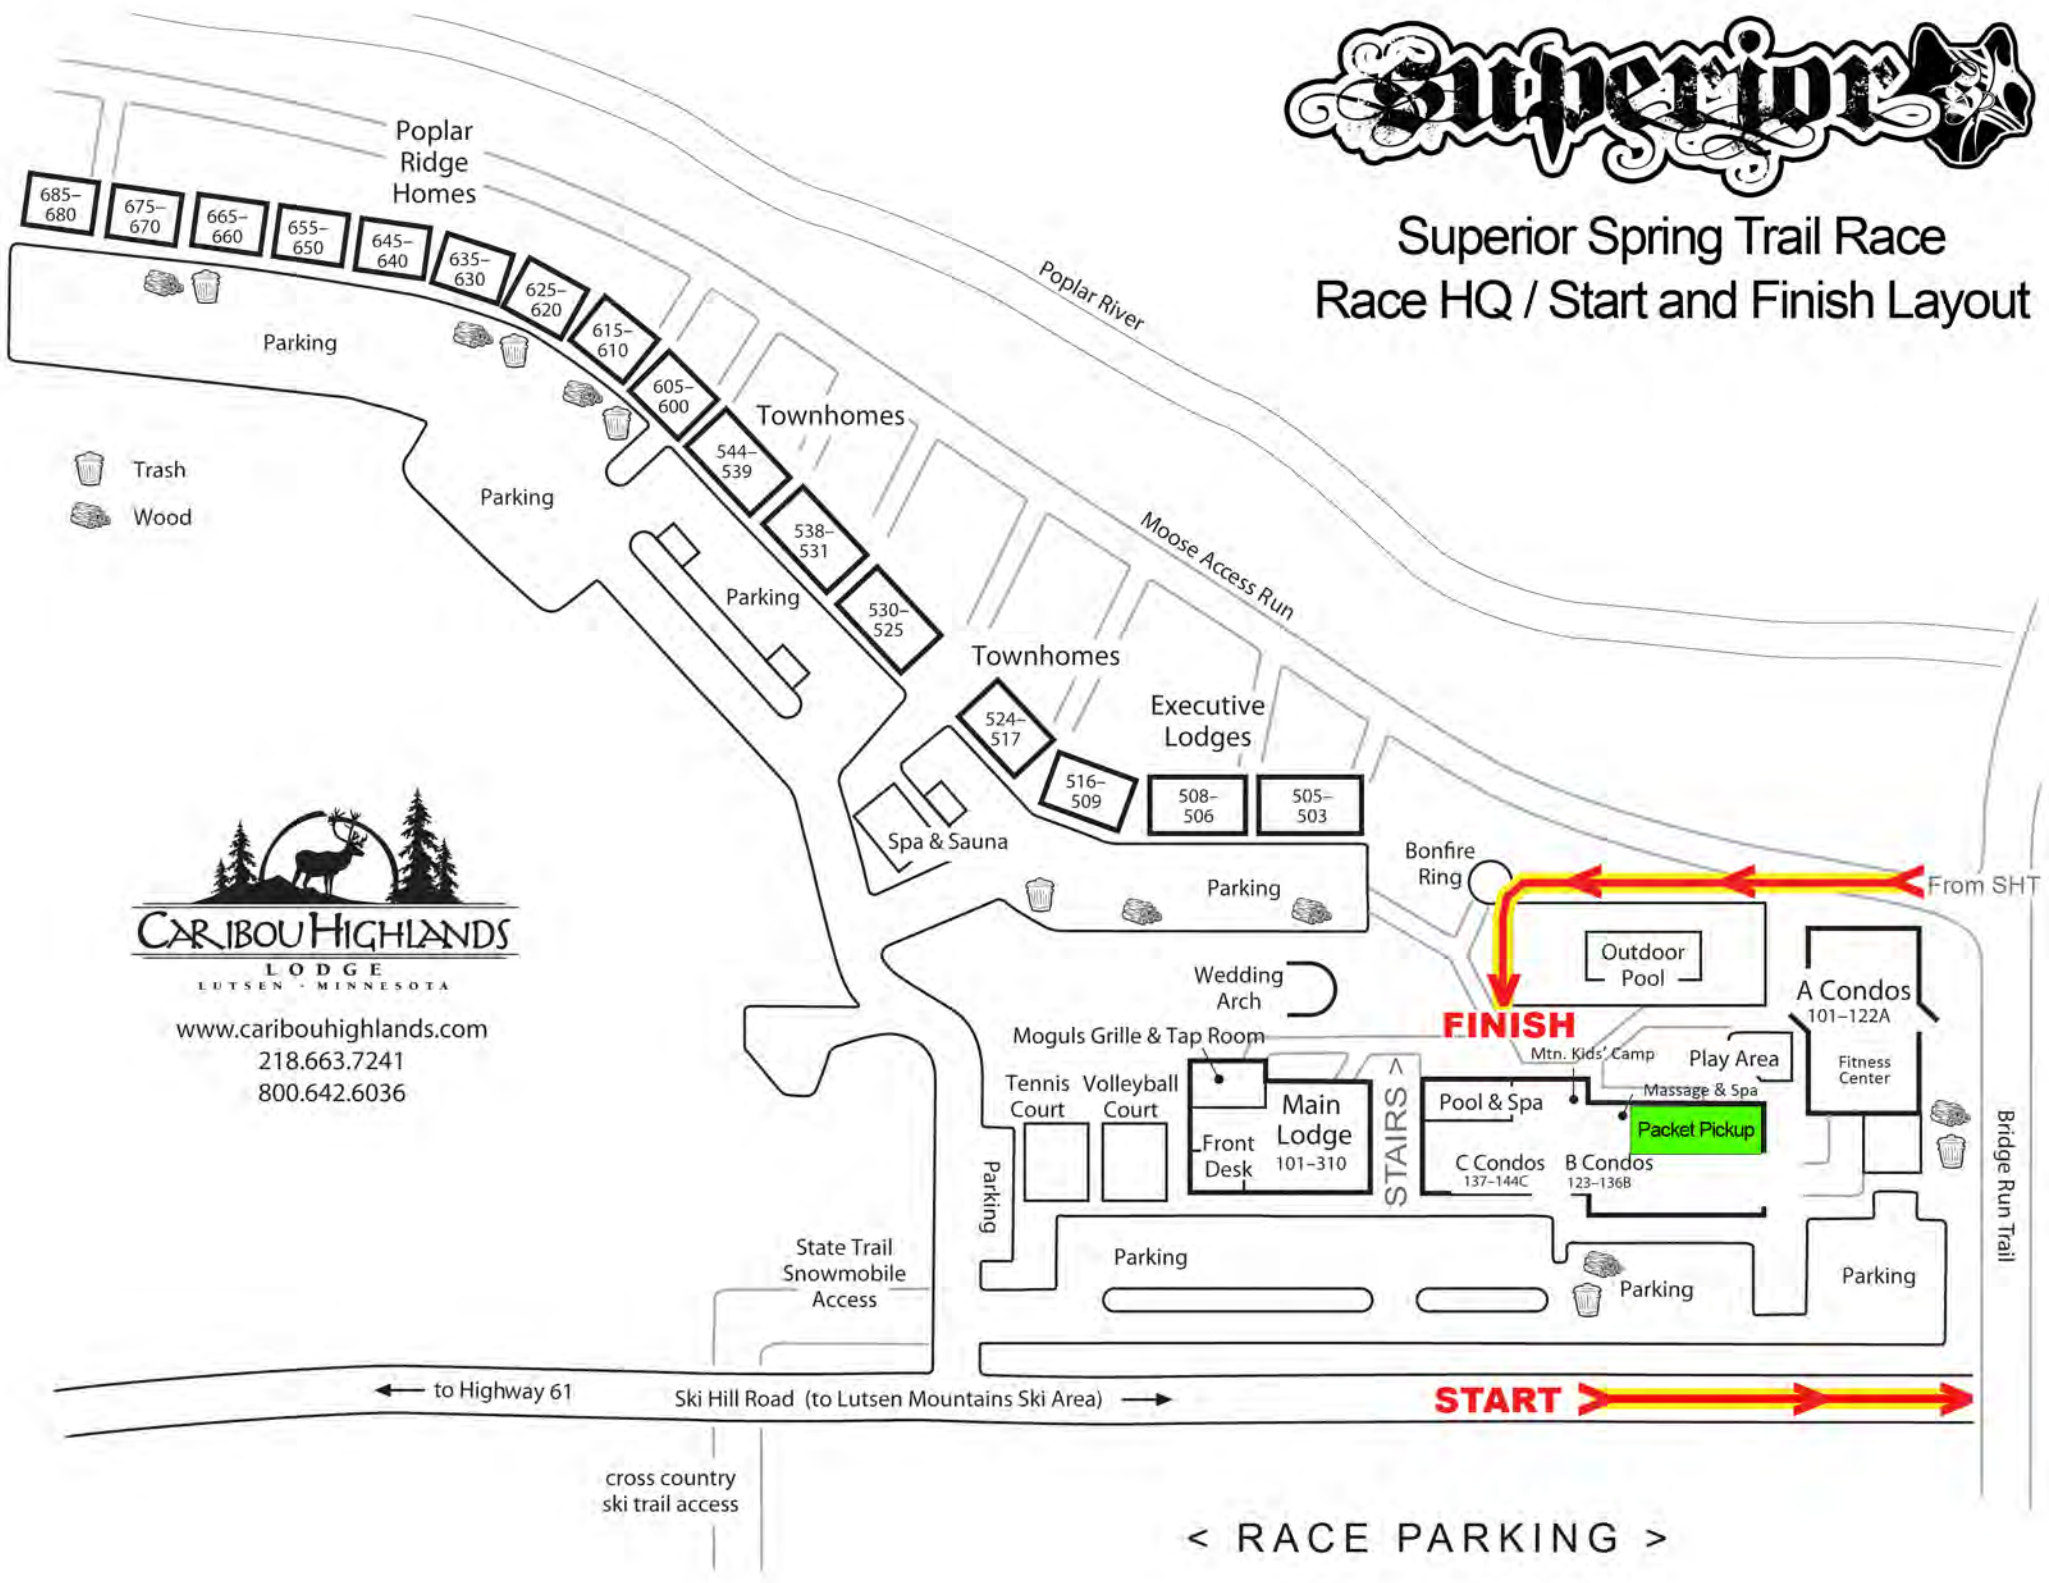 Superior
Superior Spring Trail Race
Race HQ / Start and Finish Layout
Poplar
Ridge
Homes
685–
680
675–
670
665–
660
655–
650
645–
640
635–
630
625–
620
615–
610
605–
600
544–
539
538–
531
530–
525
524–
517
516–
509
508–
506
505–
503
Parking
Trash
Wood
Parking
Parking
Townhomes
Townhomes
Executive
Lodges
Poplar River
Moose Access Run
Spa & Sauna
Parking
Bonfire
Ring
From SHT
Outdoor
Pool
Wedding
Arch
FINISH
A Condos
101–122A
Fitness
Center
Moguls Grille & Tap Room
Mtn. Kids' Camp
Play Area
Massage & Spa
Tennis
Court
Volleyball
Court
Main
Lodge
101–310
Front
Desk
STAIRS >
Pool & Spa
Packet Pickup
C Condos
137–144C
B Condos
123–136B
Parking
Bridge Run Trail
Parking
Parking
Parking
State Trail
Snowmobile
Access
CARIBOU HIGHLANDS
LODGE
LUTSEN · MINNESOTA
www.caribouhighlands.com
218.663.7241
800.642.6036
to Highway 61
Ski Hill Road (to Lutsen Mountains Ski Area)
START
cross country
ski trail access
< RACE PARKING >